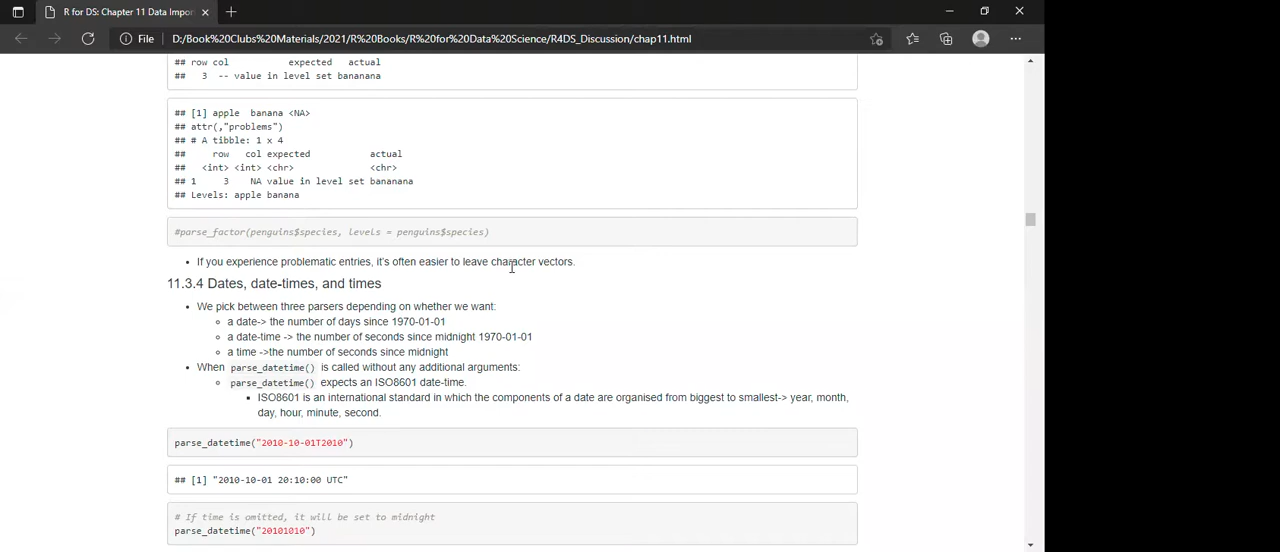 R for DS: Chapter 11 Data Impor
File
D:/Book%20Clubs%20Materials/2021/R%20Books/R%20for%20Data%20Science/R4DS_Discussion/chap11.html
## row col expected actual
## 3 -- value in level set bananana
## [1] apple banana <NA>
## attr(,"problems")
## # A tibble: 1 x 4
## row col expected actual
## <int> <int> <chr> <chr>
## 1 3 NA value in level set bananana
## Levels: apple banana
#parse_factor(penguins$species, levels = penguins$species)
• If you experience problematic entries, it's often easier to leave character vectors.
11.3.4 Dates, date-times, and times
• We pick between three parsers depending on whether we want:
○ a date-> the number of days since 1970-01-01
○ a date-time -> the number of seconds since midnight 1970-01-01
○ a time ->the number of seconds since midnight
• When parse_datetime() is called without any additional arguments:
○ parse_datetime() expects an ISO8601 date-time.
▪ ISO8601 is an international standard in which the components of a date are organised from biggest to smallest-> year, month,
day, hour, minute, second.
parse_datetime("2010-10-01T2010")
## [1] "2010-10-01 20:10:00 UTC"
# If time is omitted, it will be set to midnight
parse_datetime("20101010")